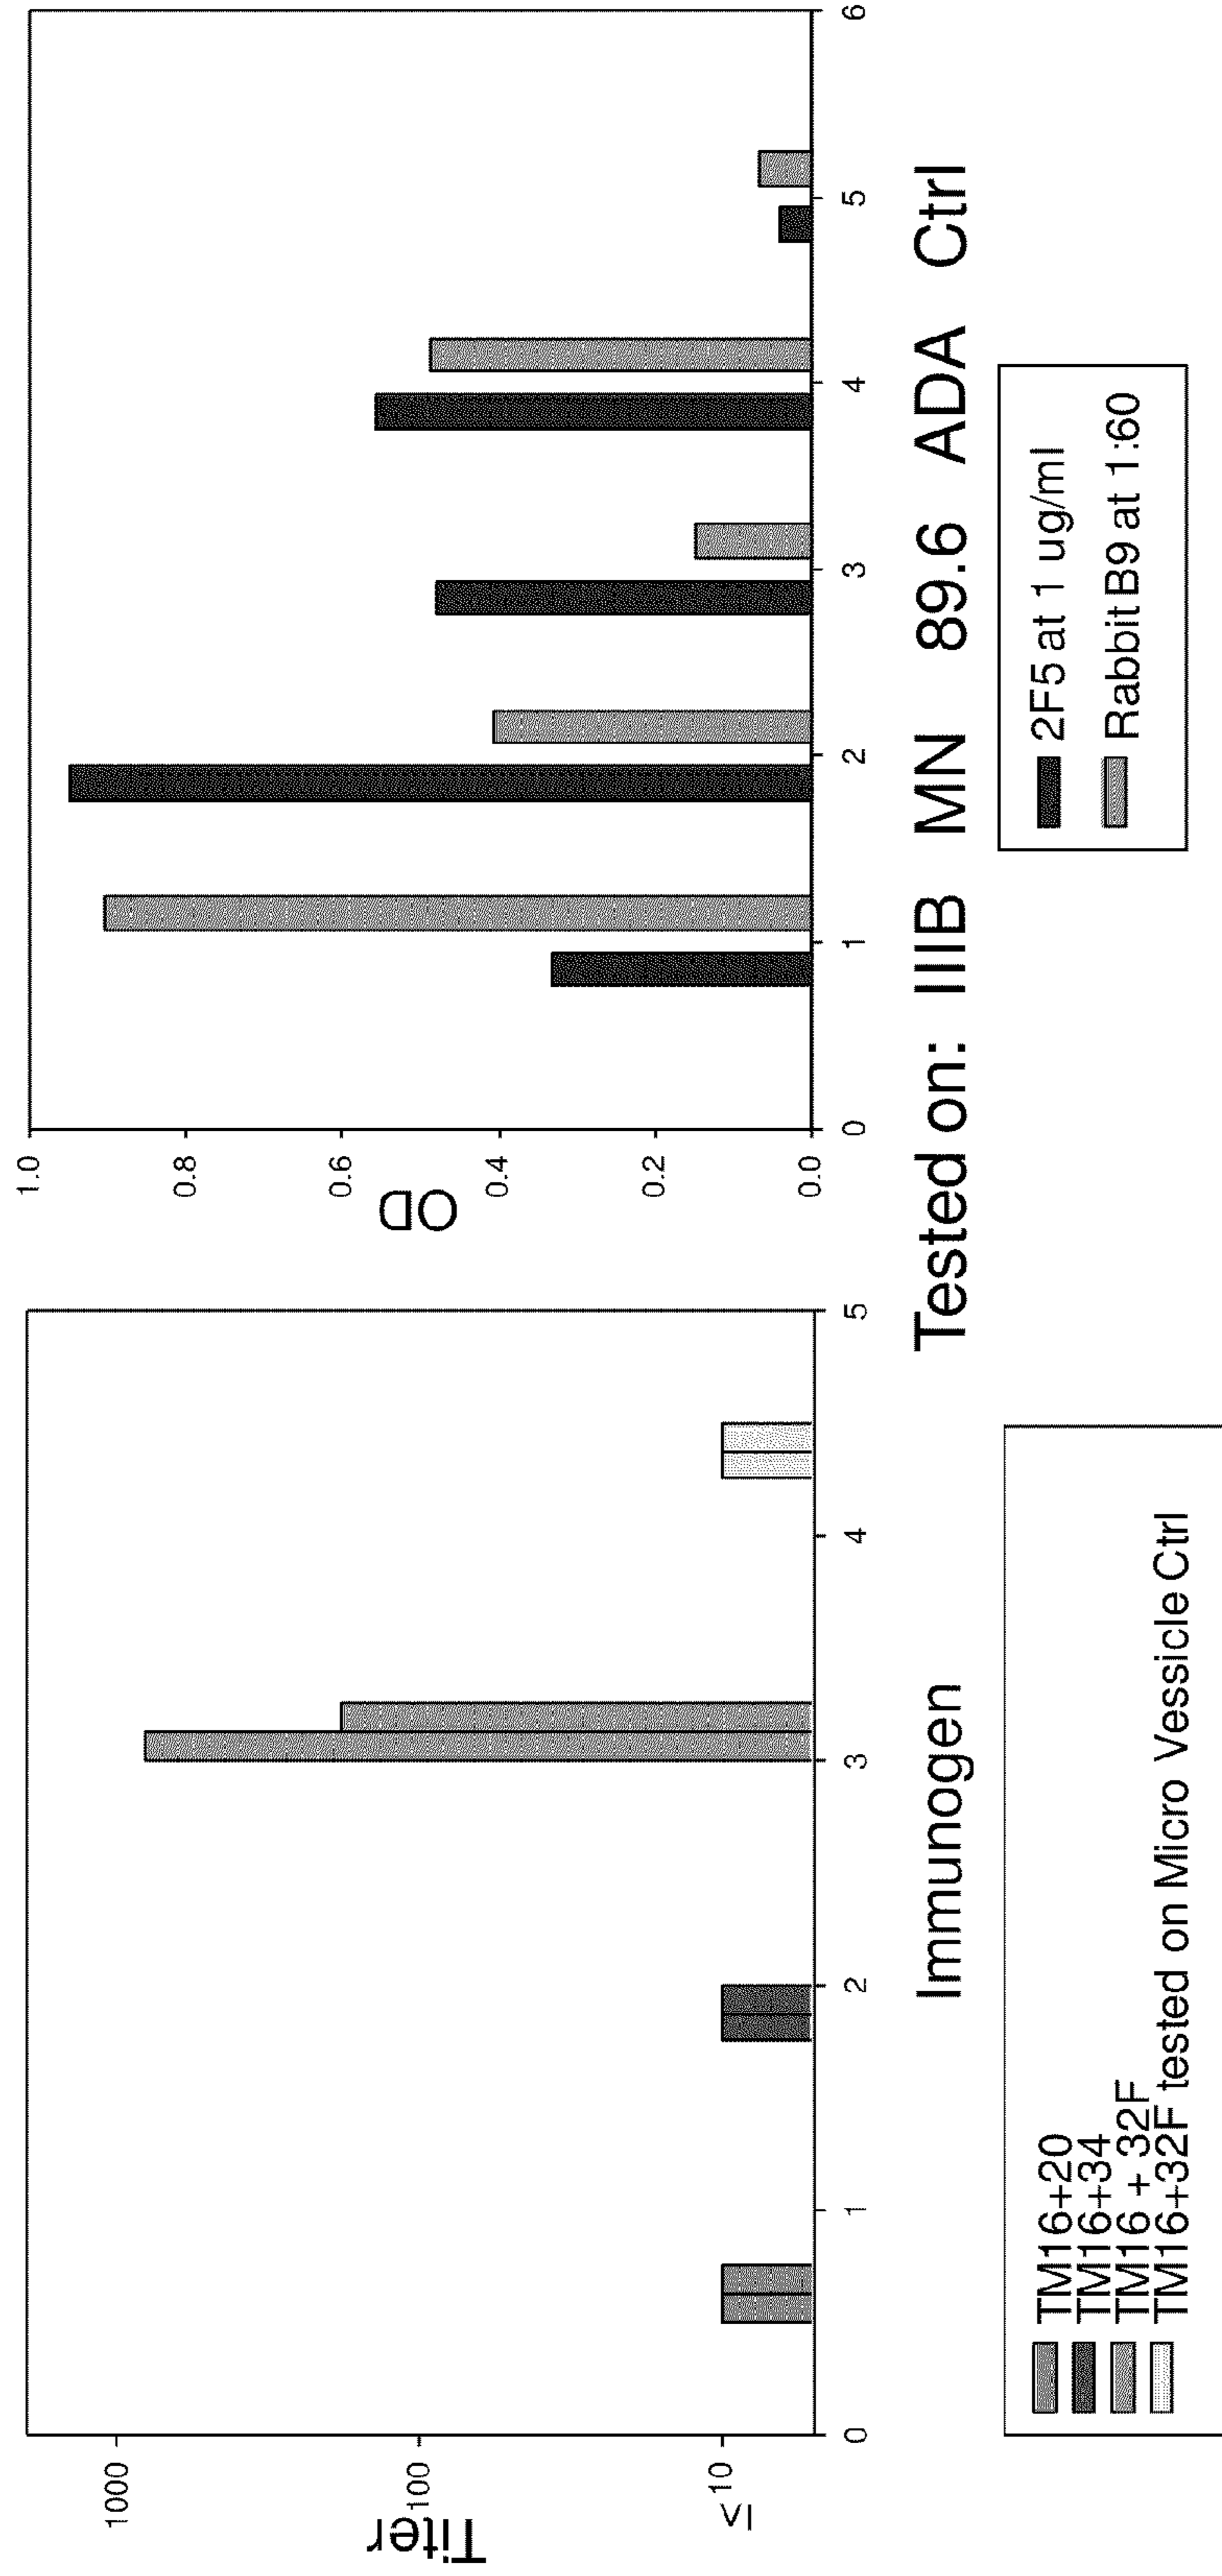 Titer
1000
100
≤ 10
0 1 2 3 4 5
Immunogen
TM16+20
TM16+34
TM16 + 32F
TM16+32F tested on Micro Vessicle Ctrl
OD
1.0
0.8
0.6
0.4
0.2
0.0
0 1 2 3 4 5 6
Tested on: IIIB MN 89.6 ADA Ctrl
2F5 at 1 ug/ml
Rabbit B9 at 1:60